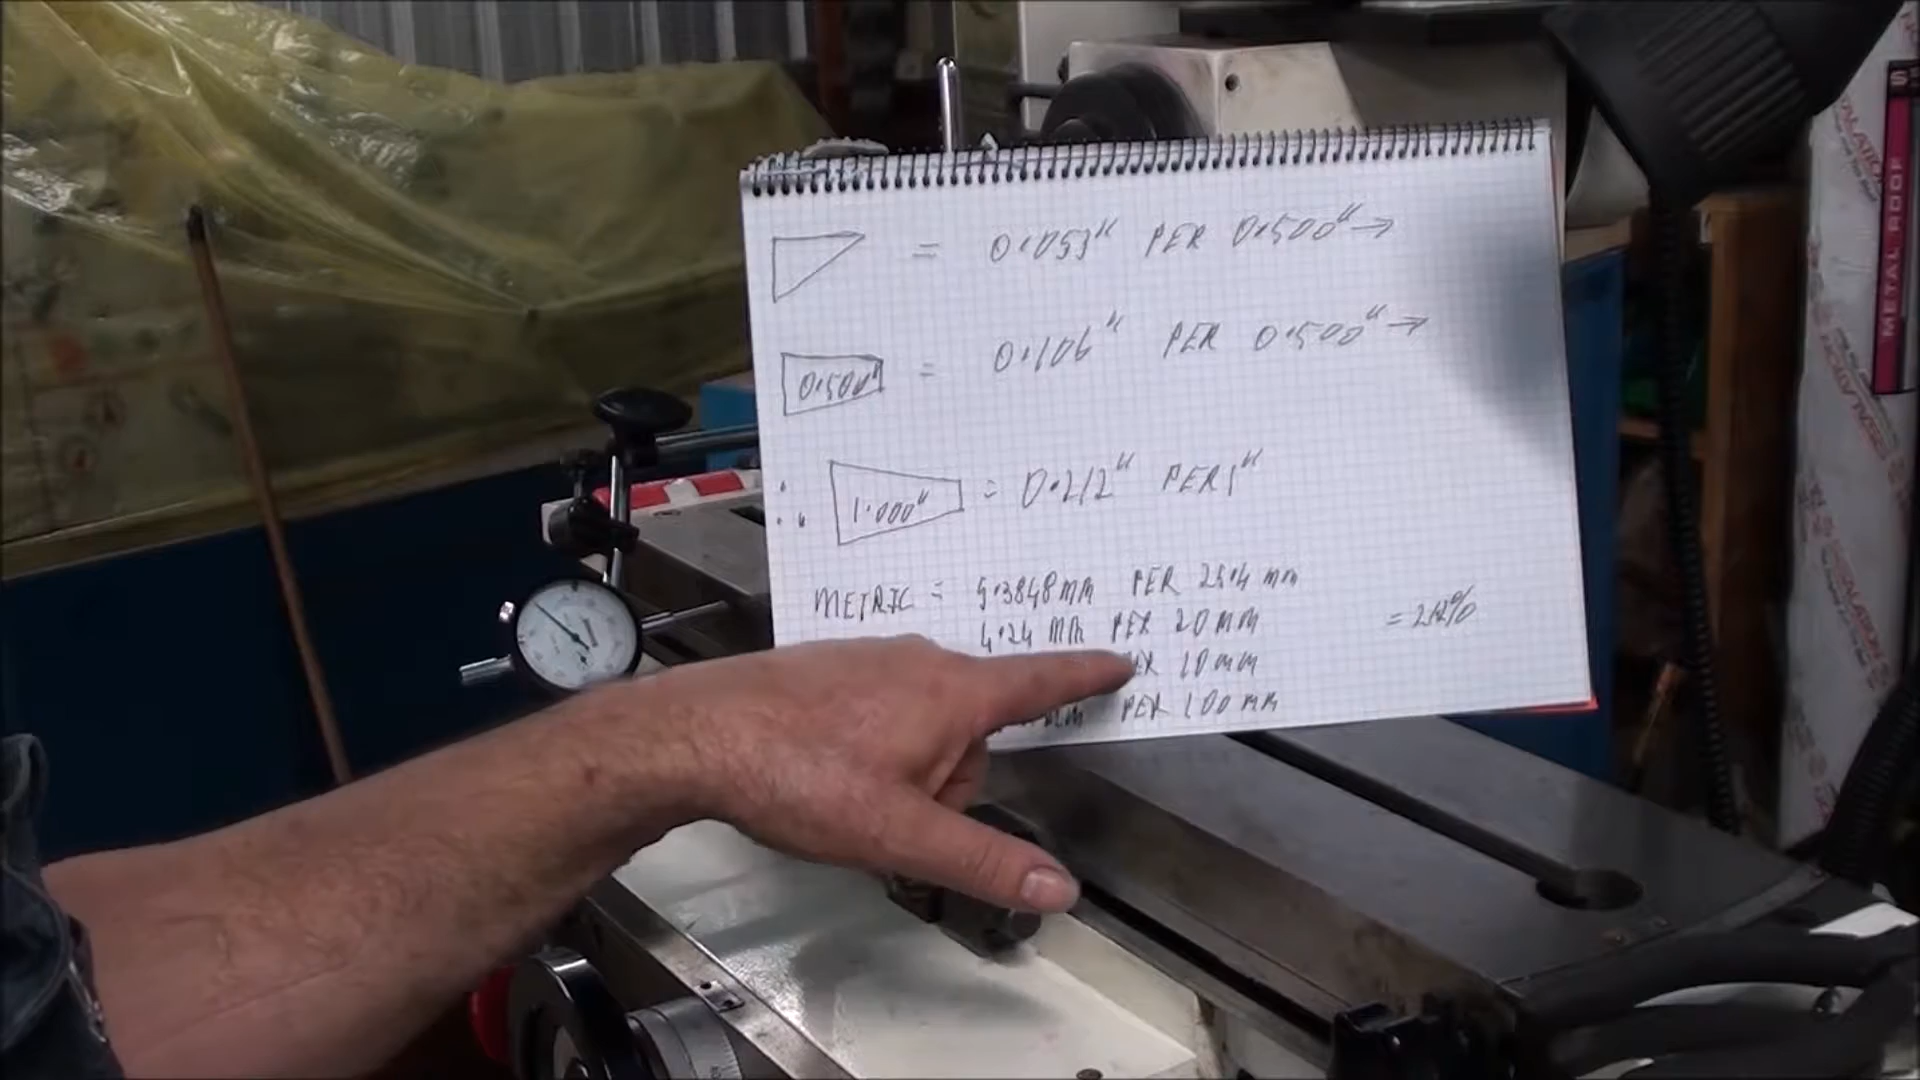 = 0.053" PER 0.500" →
0.500" = 0.106" PER 0.500" →
∴ 1.000" = 0.212" PER 1"
METRIC = 5.3848 MM PER 25.4 mm
4.24 MM PER 20 MM = 21.2%
10 mm
PER 100 MM
METAL ROOF